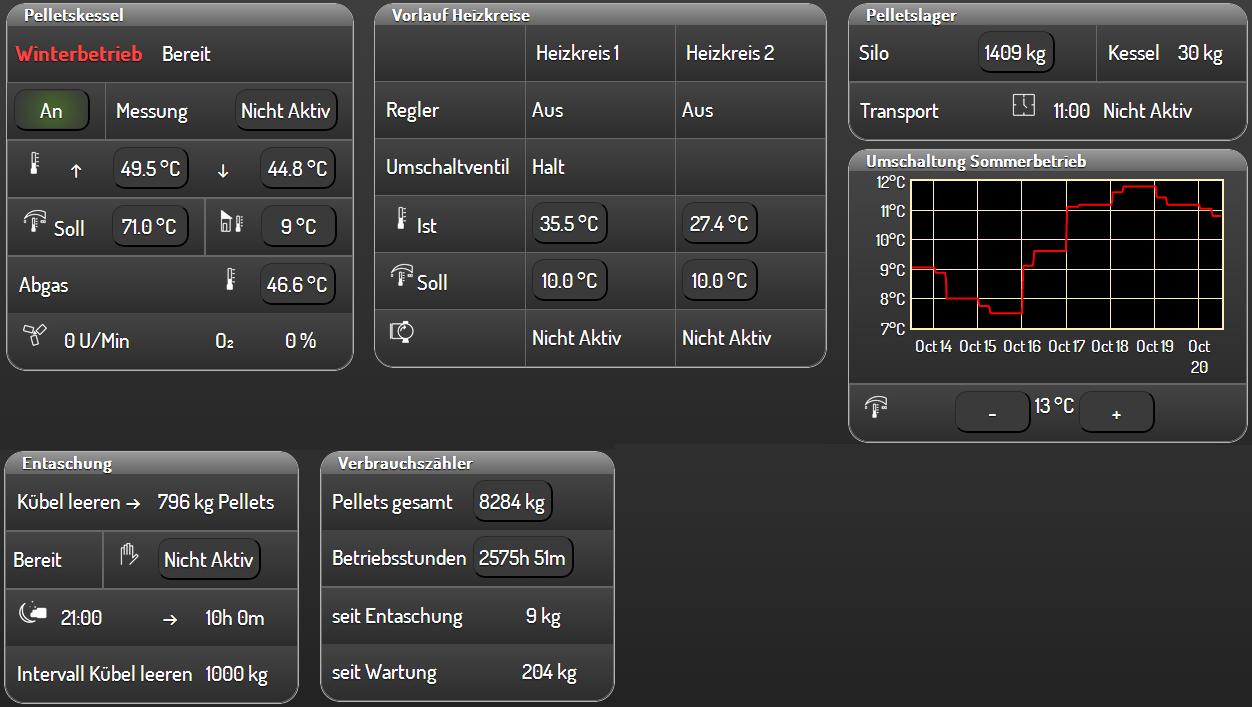 Pelletskessel
Winterbetrieb Bereit
An Messung Nicht Aktiv
↑ 49.5 °C ↓ 44.8 °C
Soll 71.0 °C 9 °C
Abgas 46.6 °C
0 U/Min O₂ 0 %
Vorlauf Heizkreise
Heizkreis 1 Heizkreis 2
Regler Aus Aus
Umschaltventil Halt
Ist 35.5 °C 27.4 °C
Soll 10.0 °C 10.0 °C
Nicht Aktiv Nicht Aktiv
Pelletslager
Silo 1409 kg Kessel 30 kg
Transport 11:00 Nicht Aktiv
Umschaltung Sommerbetrieb
12°C
11°C
10°C
9°C
8°C
7°C
Oct 14 Oct 15 Oct 16 Oct 17 Oct 18 Oct 19 Oct
20
- 13 °C +
Entaschung
Kübel leeren → 796 kg Pellets
Bereit Nicht Aktiv
21:00 → 10h 0m
Intervall Kübel leeren 1000 kg
Verbrauchszähler
Pellets gesamt 8284 kg
Betriebsstunden 2575h 51m
seit Entaschung 9 kg
seit Wartung 204 kg